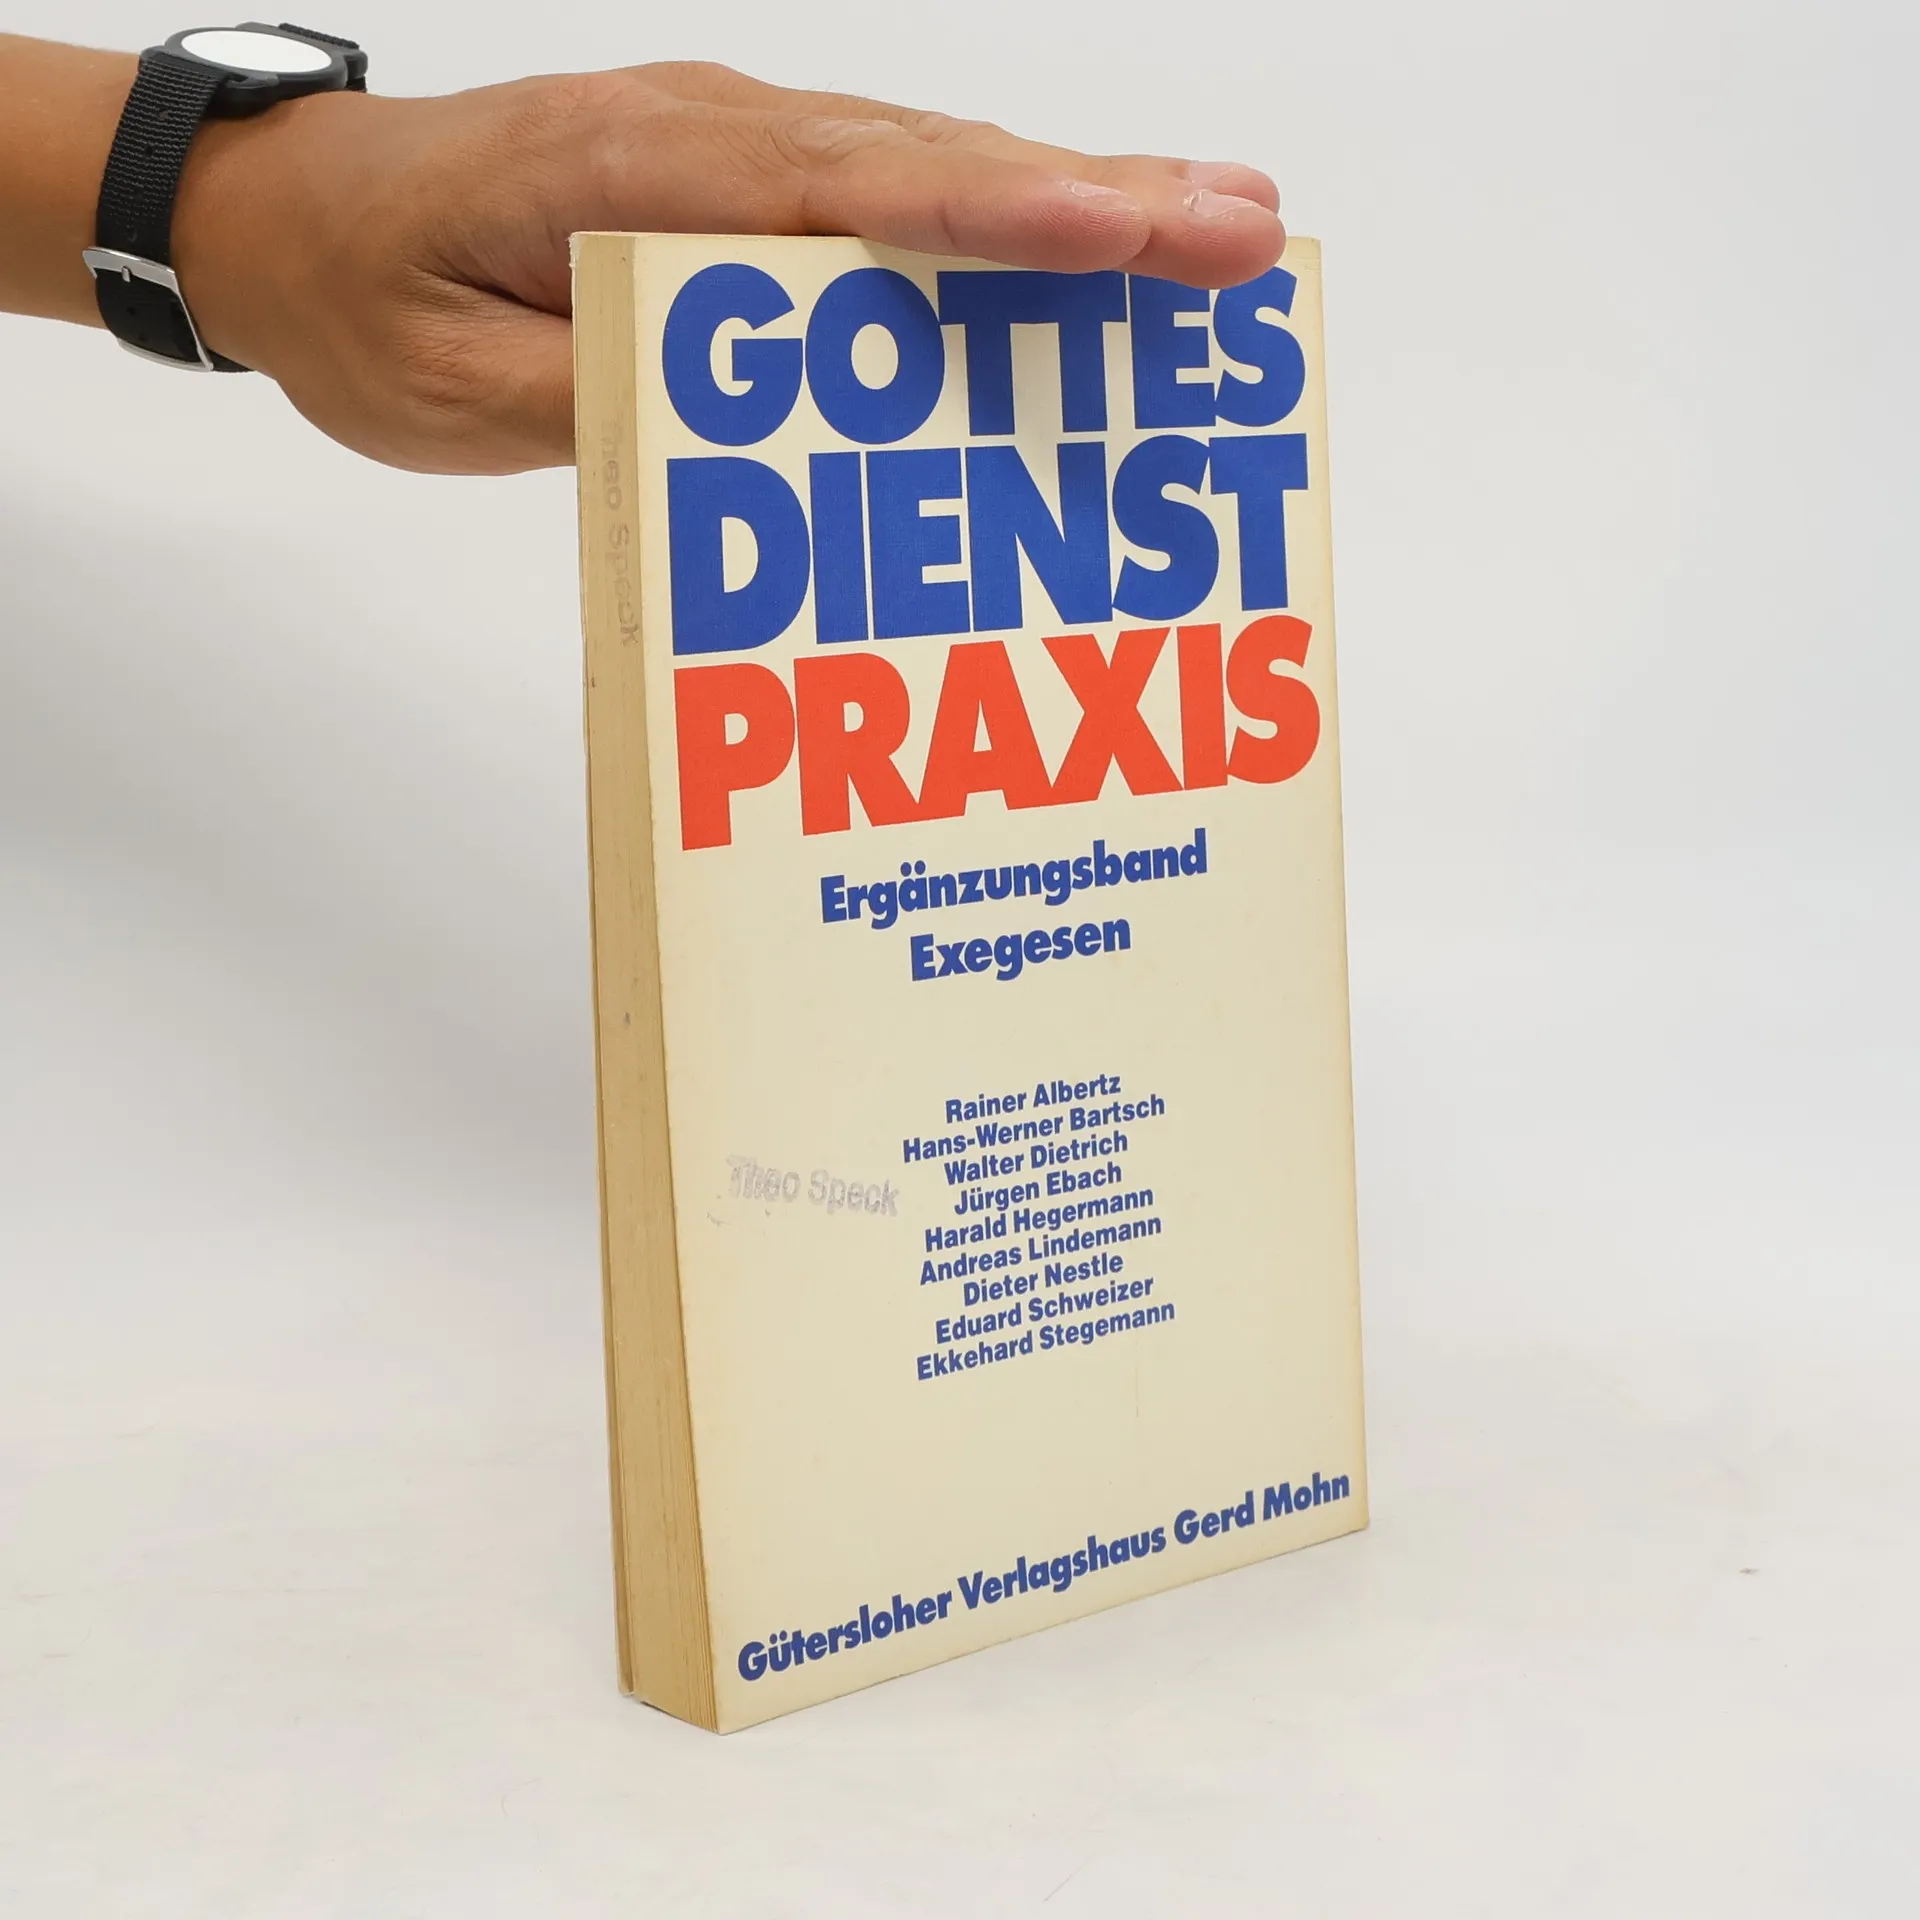 GOTTES
DIENST
PRAXIS
Ergänzungsband
Exegesen
Rainer Albertz
Hans-Werner Bartsch
Walter Dietrich
Jürgen Ebach
Harald Hegermann
Andreas Lindemann
Dieter Nestle
Eduard Schweizer
Ekkehard Stegemann
Theo Speck
Gütersloher Verlagshaus Gerd Mohn
Theo Speck